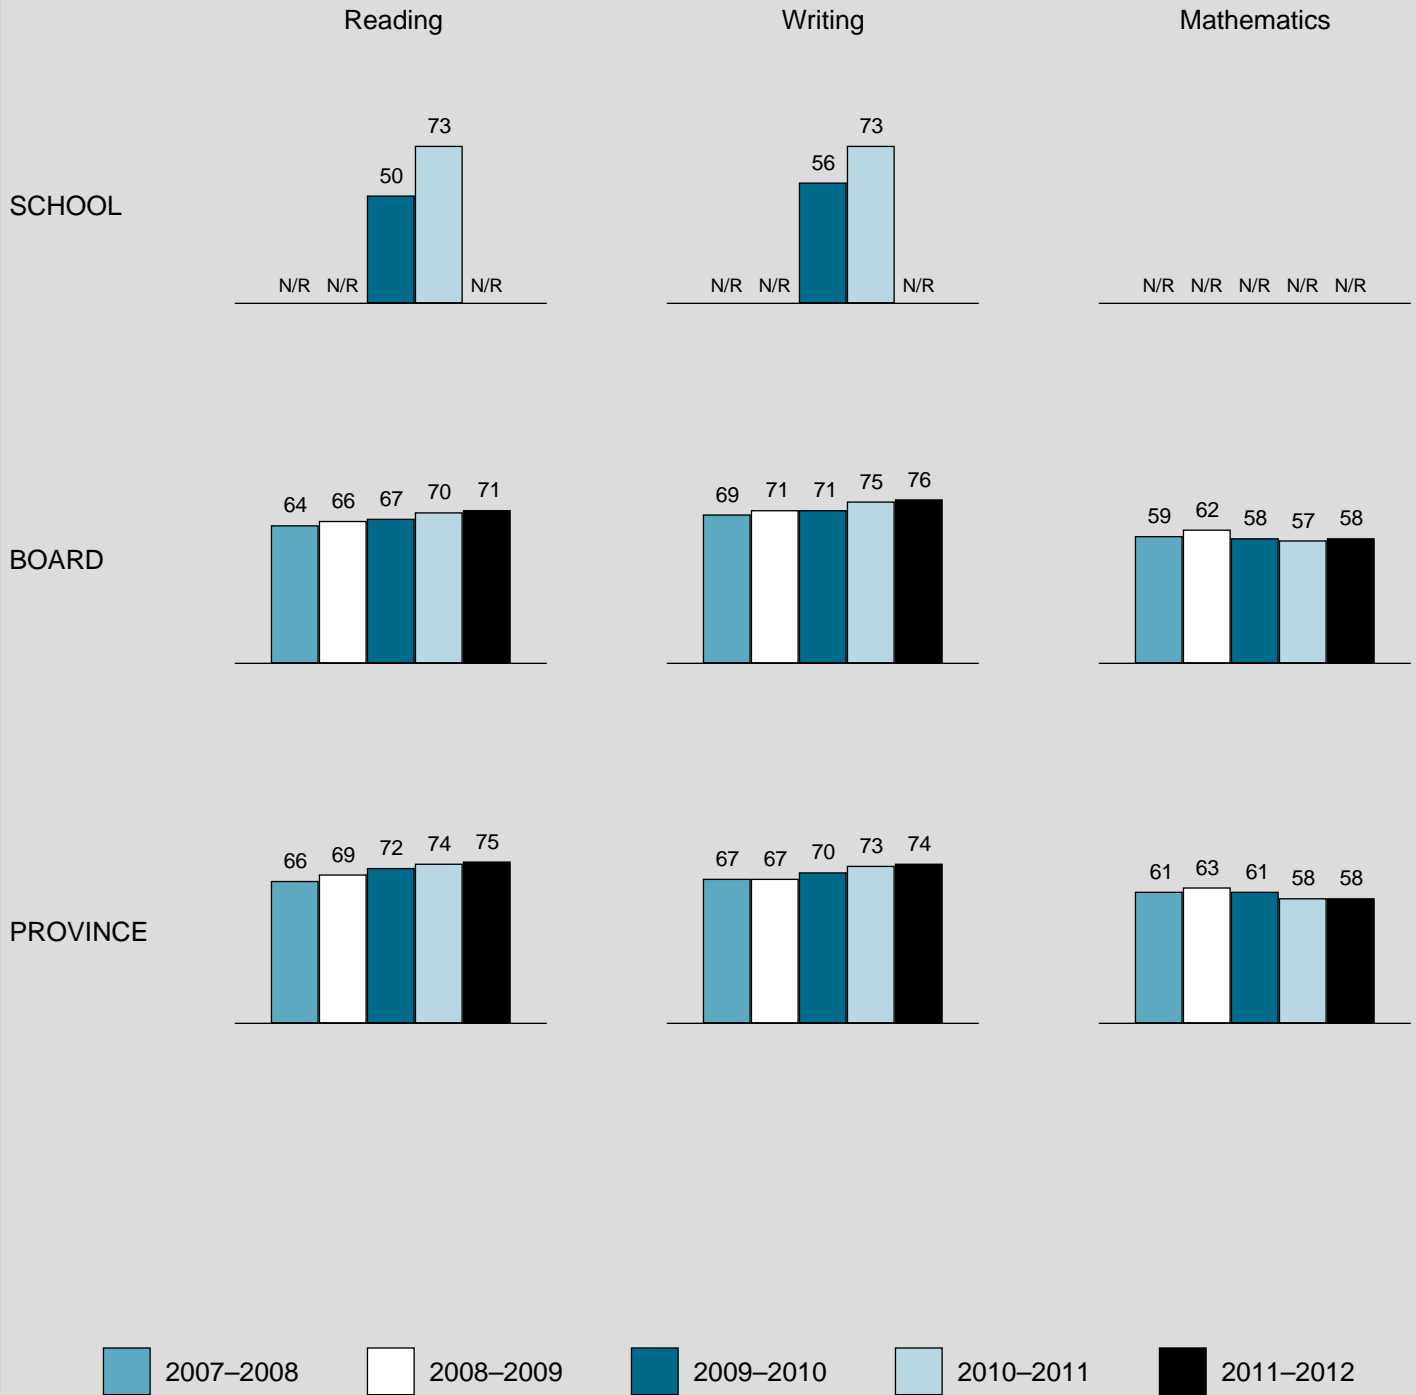 Reading Writing Mathematics
SCHOOL
50 73
N/R N/R N/R
56 73
N/R N/R N/R
N/R N/R N/R N/R N/R
BOARD
64 66 67 70 71
69 71 71 75 76
59 62 58 57 58
PROVINCE
66 69 72 74 75
67 67 70 73 74
61 63 61 58 58
2007–2008 2008–2009 2009–2010 2010–2011 2011–2012